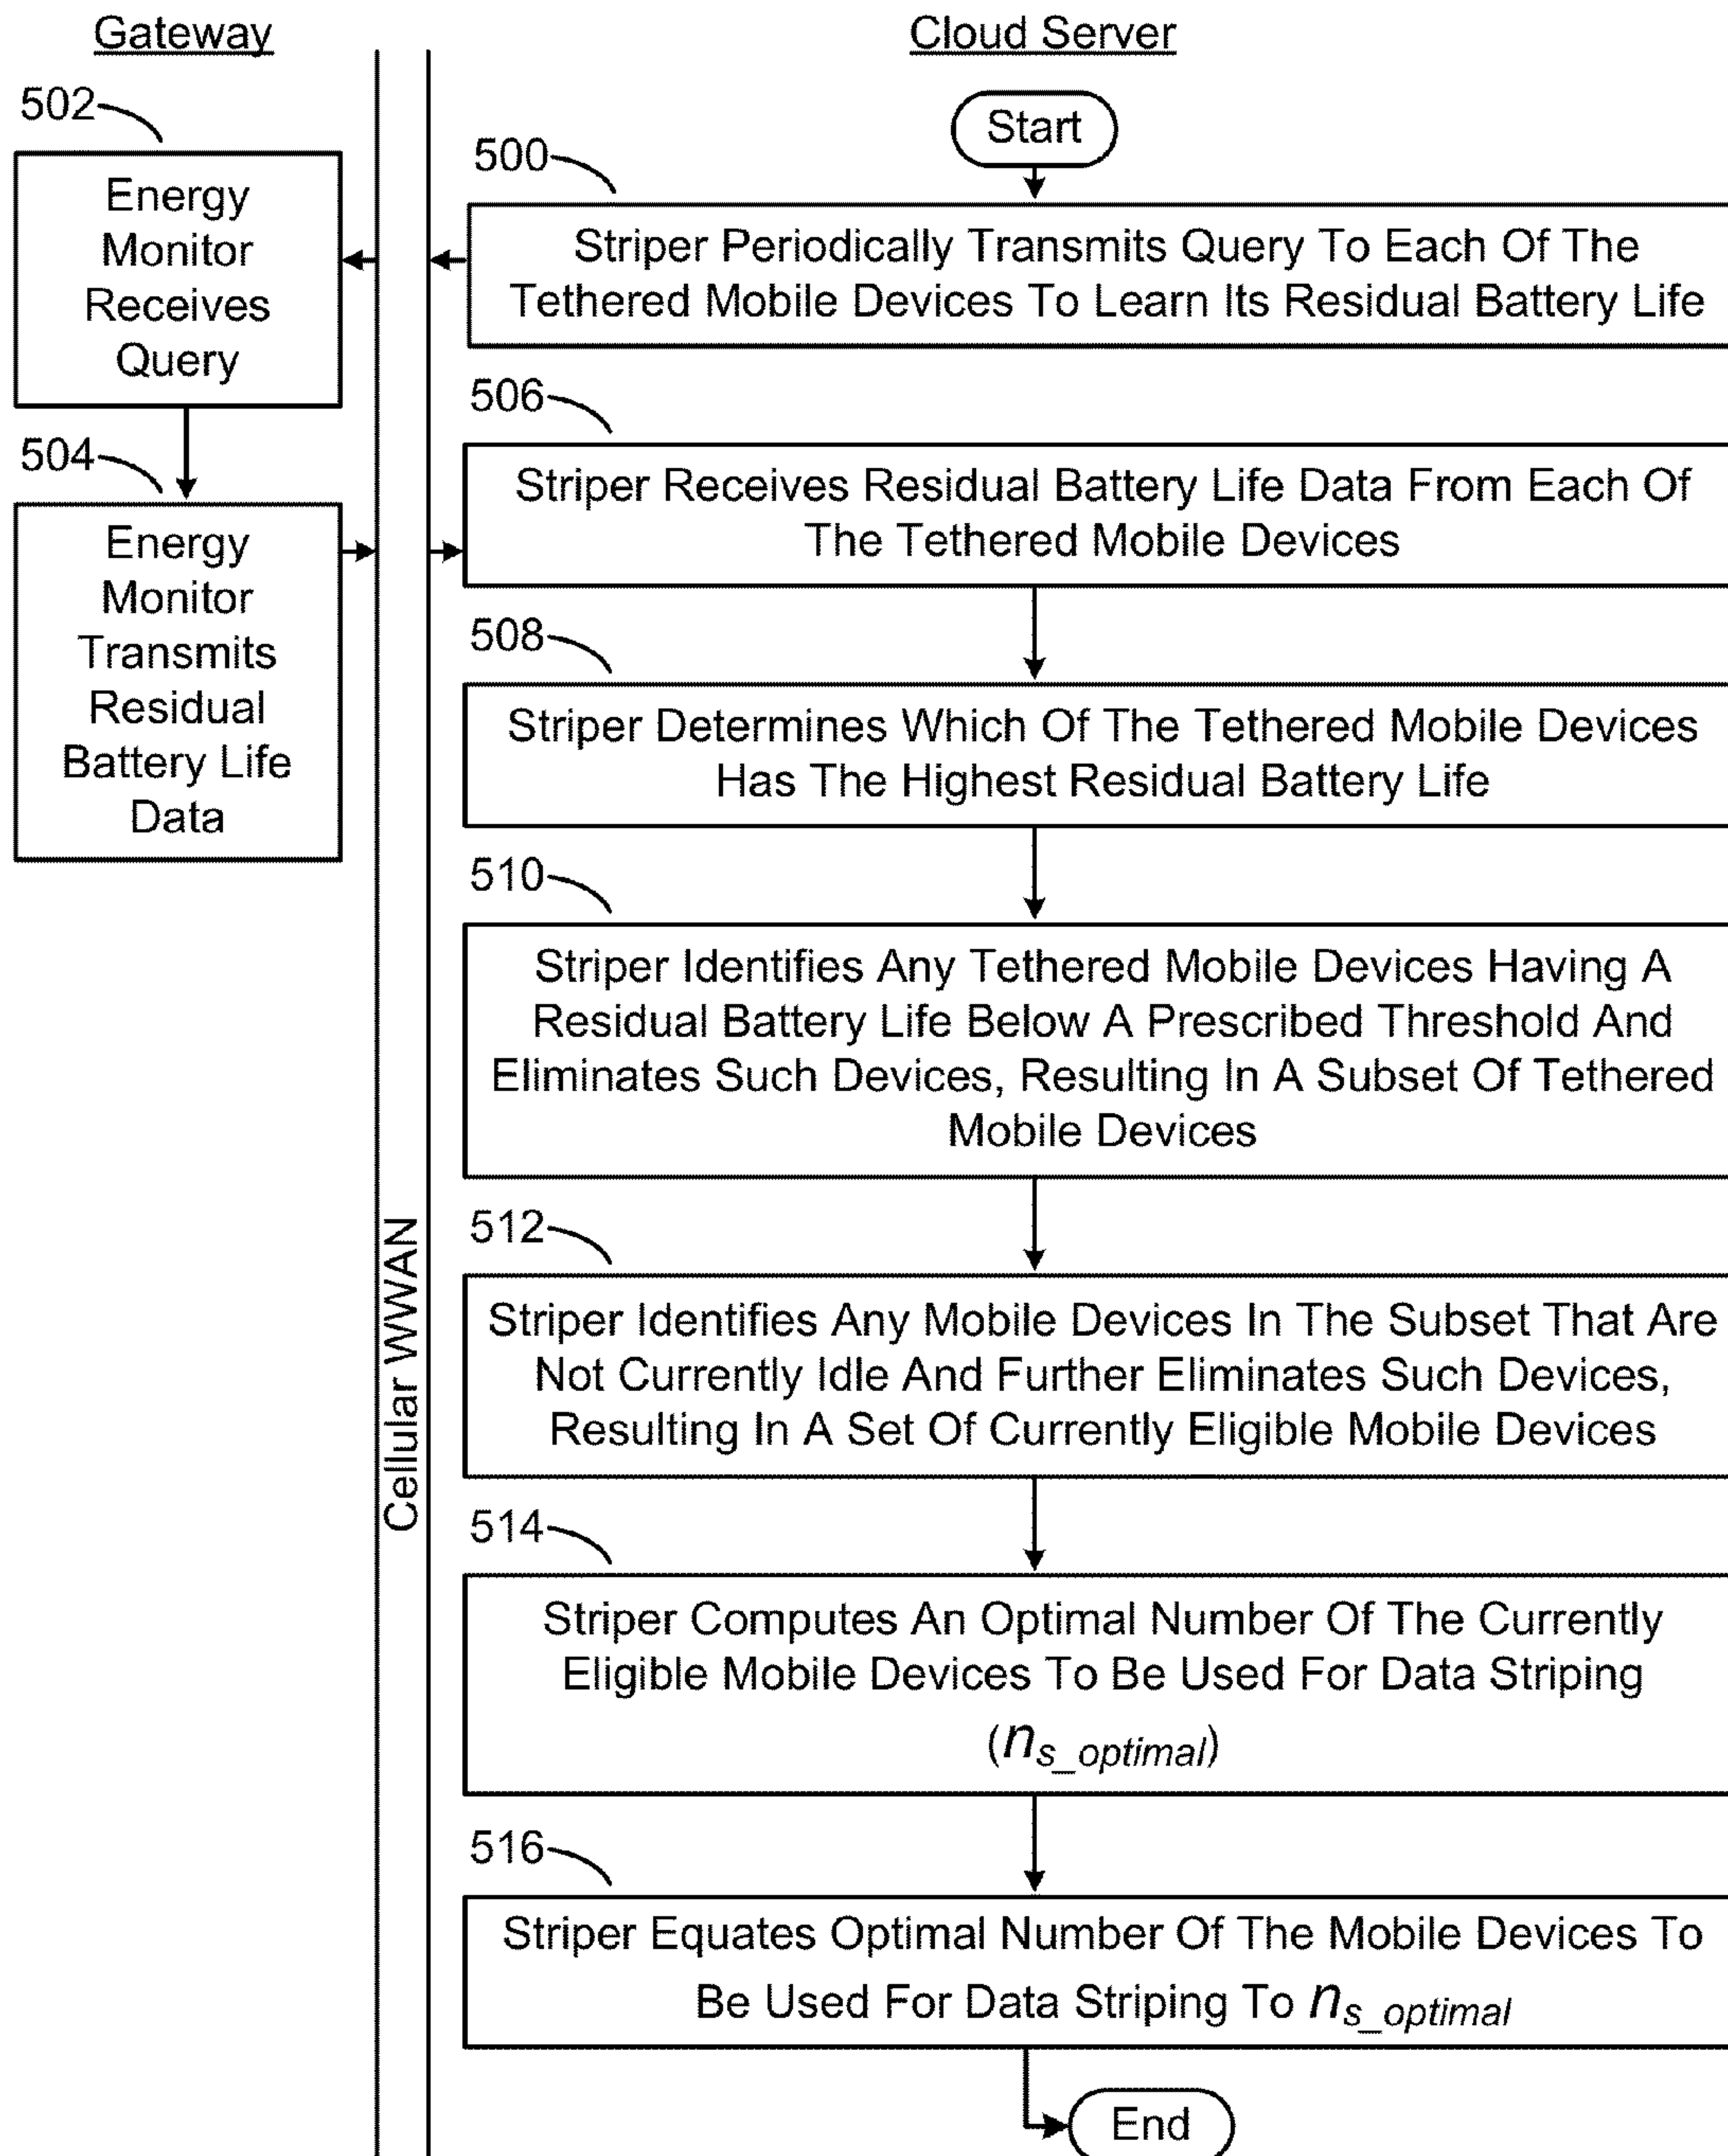 Gateway
Cloud Server
Start
502
Energy
Monitor
Receives
Query
500
Striper Periodically Transmits Query To Each Of The
Tethered Mobile Devices To Learn Its Residual Battery Life
504
Energy
Monitor
Transmits
Residual
Battery Life
Data
506
Striper Receives Residual Battery Life Data From Each Of
The Tethered Mobile Devices
508
Striper Determines Which Of The Tethered Mobile Devices
Has The Highest Residual Battery Life
510
Striper Identifies Any Tethered Mobile Devices Having A
Residual Battery Life Below A Prescribed Threshold And
Eliminates Such Devices, Resulting In A Subset Of Tethered
Mobile Devices
Cellular WWAN
512
Striper Identifies Any Mobile Devices In The Subset That Are
Not Currently Idle And Further Eliminates Such Devices,
Resulting In A Set Of Currently Eligible Mobile Devices
514
Striper Computes An Optimal Number Of The Currently
Eligible Mobile Devices To Be Used For Data Striping
(n_{s_optimal})
516
Striper Equates Optimal Number Of The Mobile Devices To
Be Used For Data Striping To n_{s_optimal}
End